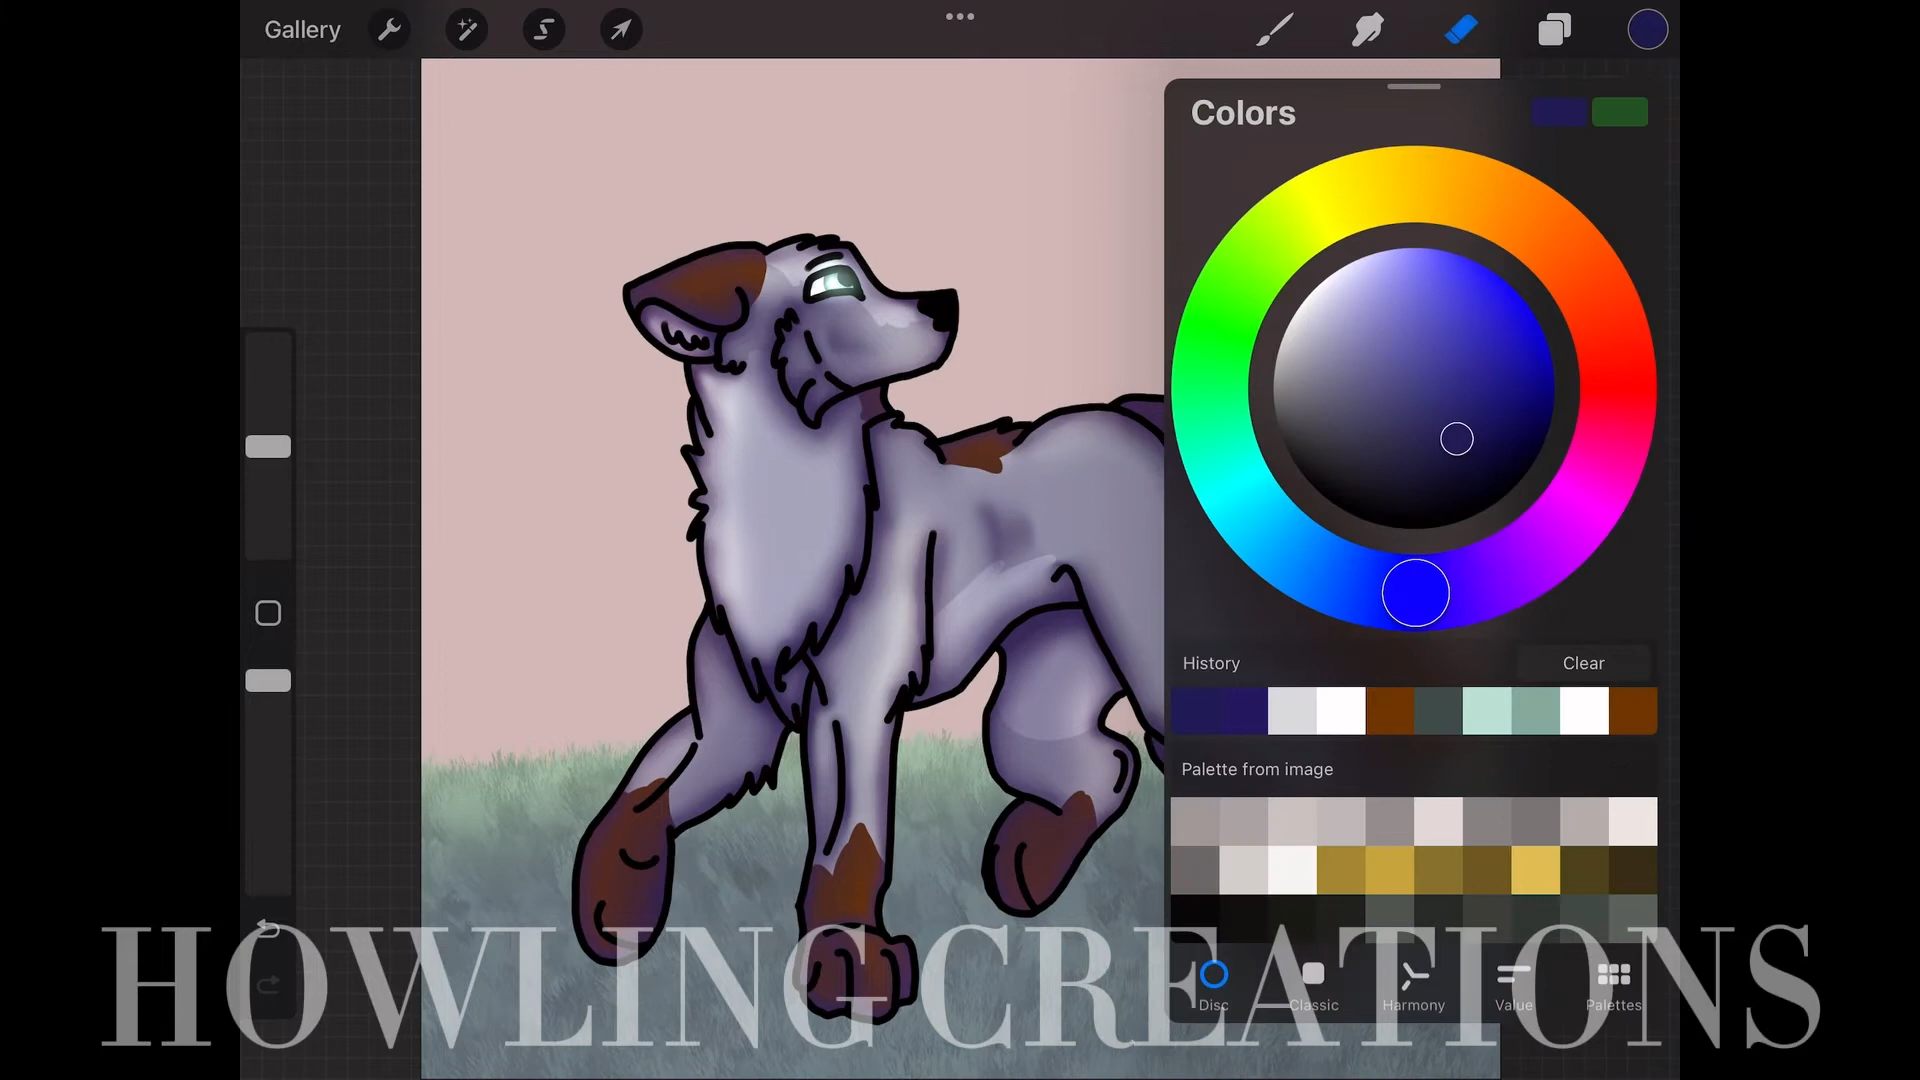 Gallery
Colors
History
Clear
Palette from image
Disc
Classic
Harmony
Value
Palettes
HOWLING CREATIONS